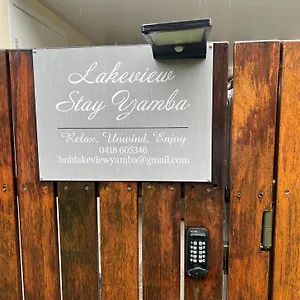 Lakeview
Stay Yamba
Relax, Unwind, Enjoy
0418 605346
bnblakeviewyamba@gmail.com